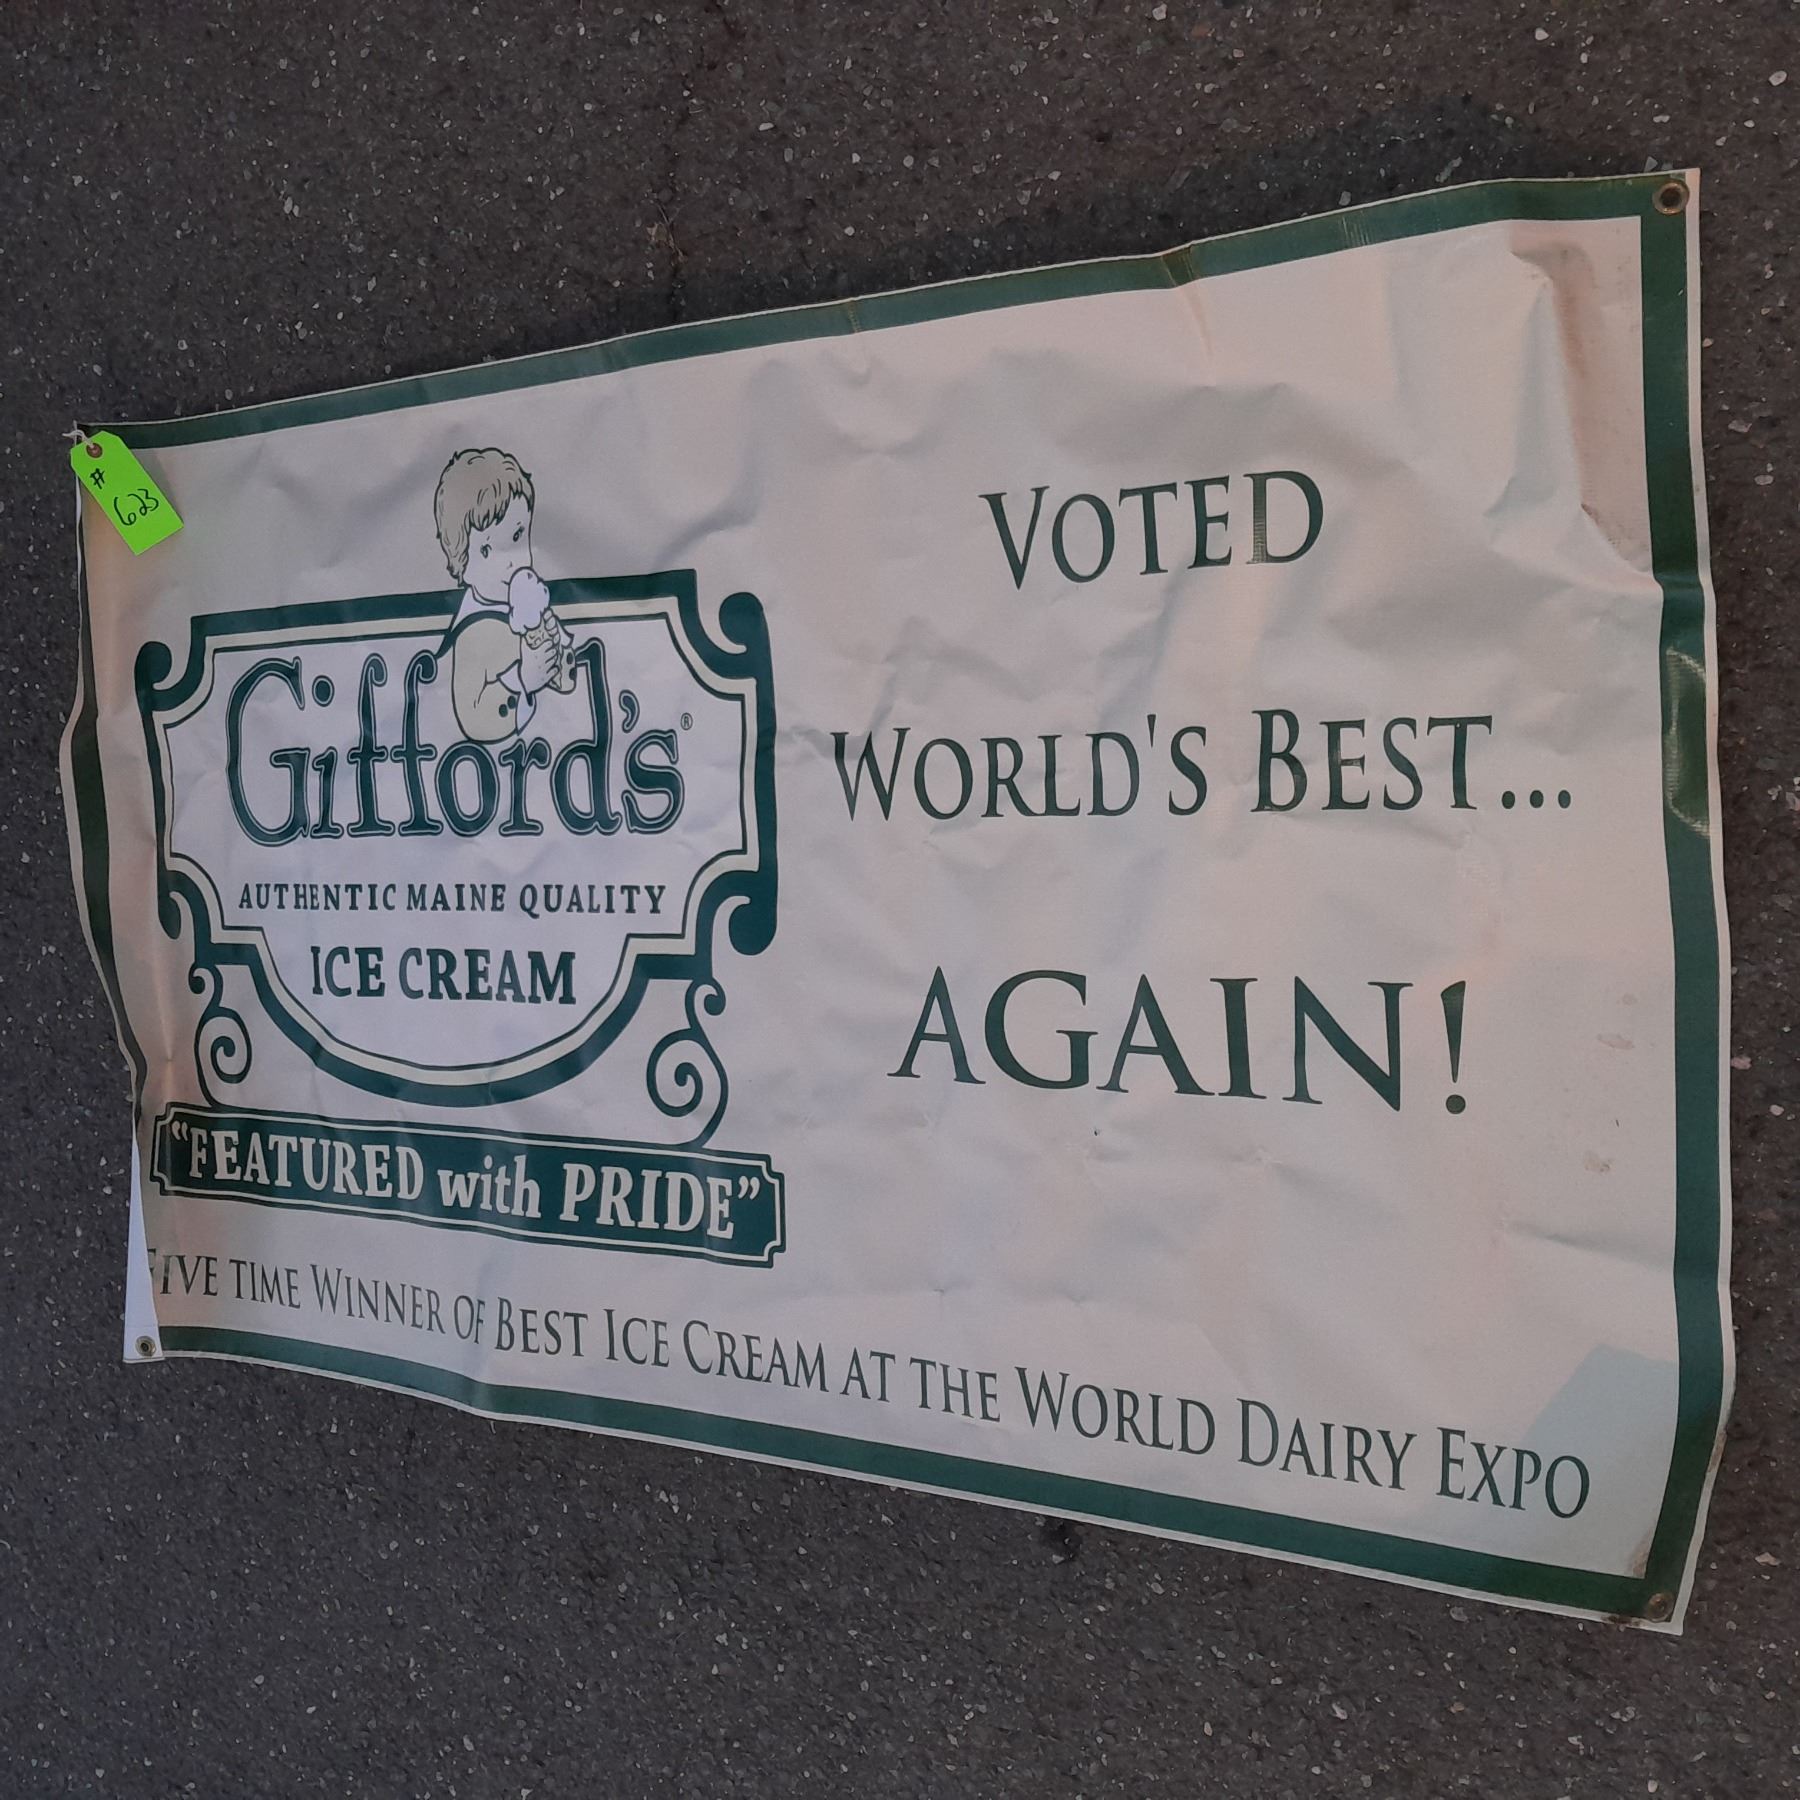 # 623
Gifford's®
AUTHENTIC MAINE QUALITY
ICE CREAM
"FEATURED with PRIDE"
VOTED
WORLD'S BEST...
AGAIN!
FIVE TIME WINNER OF BEST ICE CREAM AT THE WORLD DAIRY EXPO